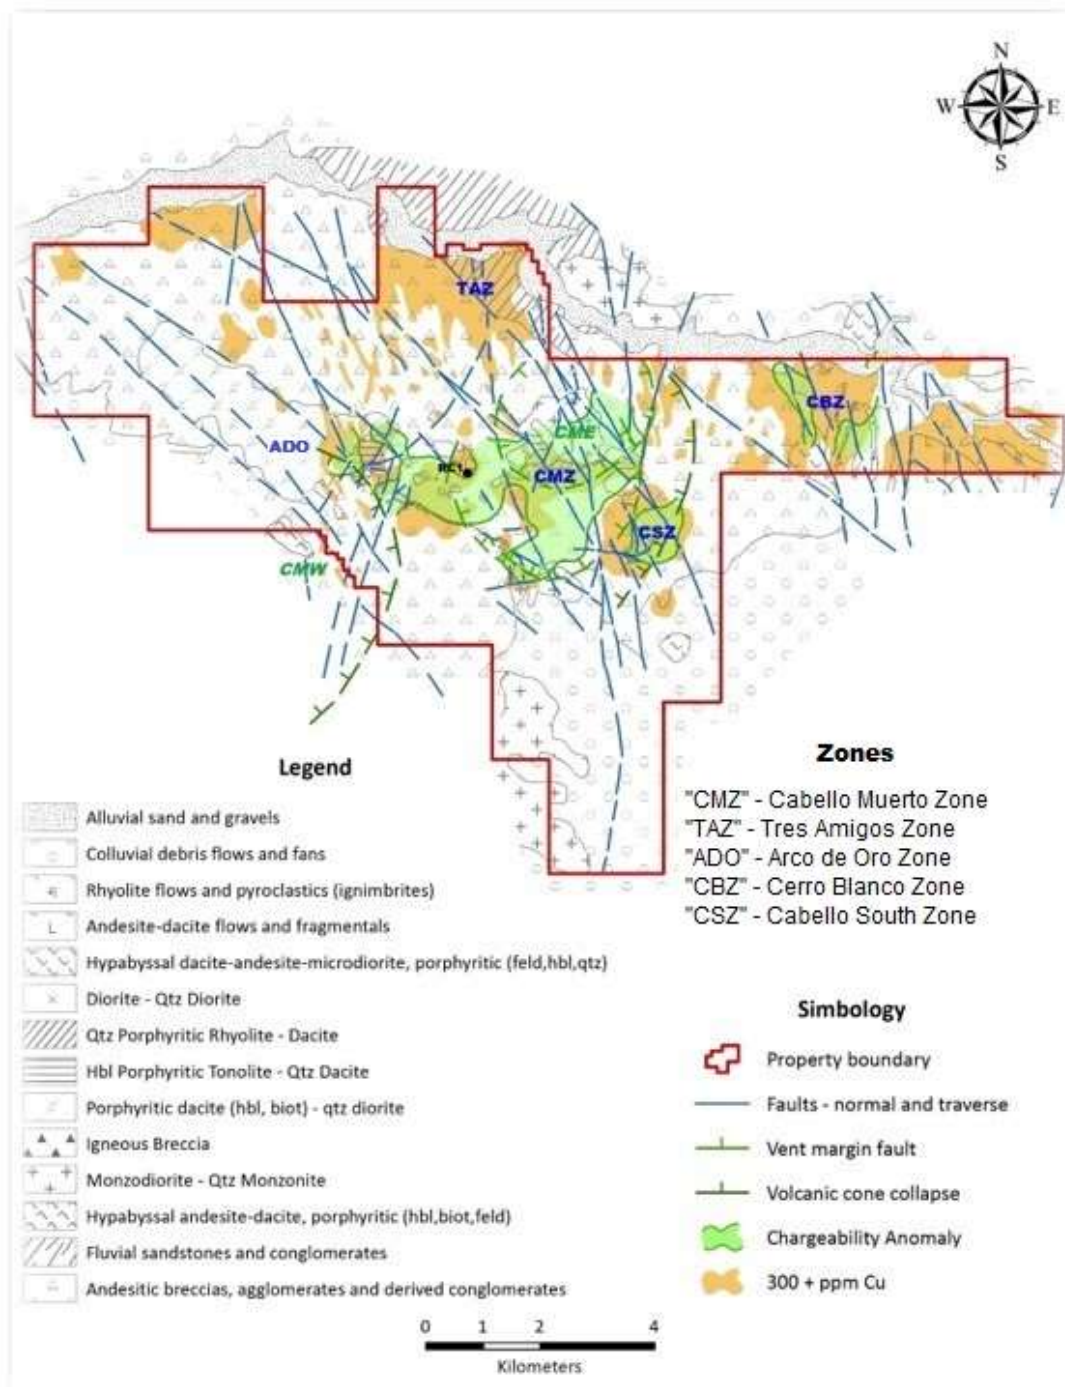 N
W E
S
TAZ
CBZ
CME
ADO
RC1
CMZ
CSZ
CMW
Legend
Alluvial sand and gravels
Colluvial debris flows and fans
Rhyolite flows and pyroclastics (ignimbrites)
L Andesite-dacite flows and fragmentals
Hypabyssal dacite-andesite-microdiorite, porphyritic (feld,hbl,qtz)
Diorite - Qtz Diorite
Qtz Porphyritic Rhyolite - Dacite
Hbl Porphyritic Tonolite - Qtz Dacite
Porphyritic dacite (hbl, biot) - qtz diorite
Igneous Breccia
Monzodiorite - Qtz Monzonite
Hypabyssal andesite-dacite, porphyritic (hbl,biot,feld)
Fluvial sandstones and conglomerates
Andesitic breccias, agglomerates and derived conglomerates
Zones
"CMZ" - Cabello Muerto Zone
"TAZ" - Tres Amigos Zone
"ADO" - Arco de Oro Zone
"CBZ" - Cerro Blanco Zone
"CSZ" - Cabello South Zone
Simbology
Property boundary
Faults - normal and traverse
Vent margin fault
Volcanic cone collapse
Chargeability Anomaly
300 + ppm Cu
0 1 2 4
Kilometers